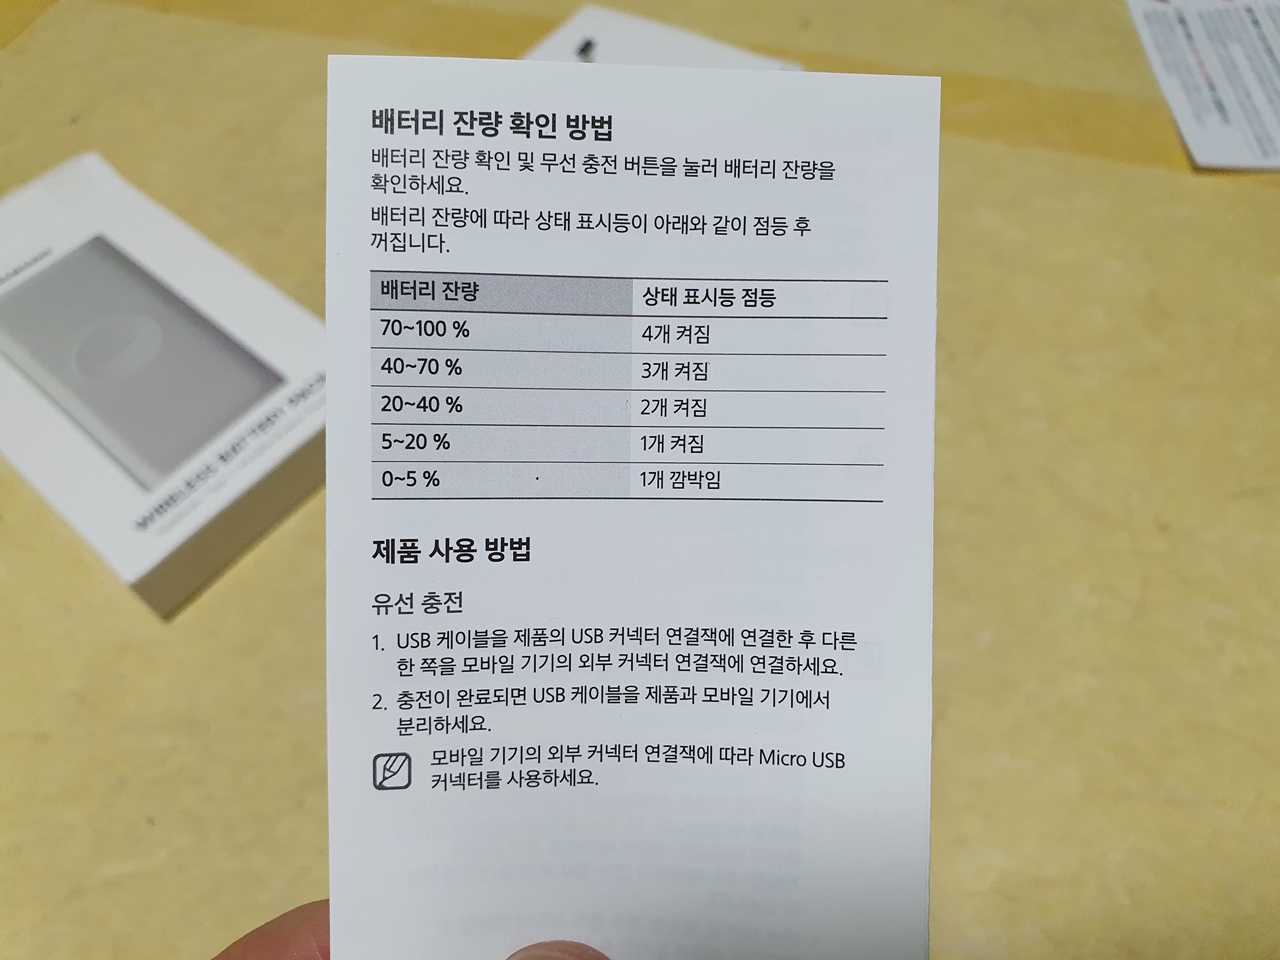 배터리 잔량 확인 방법
배터리 잔량 확인 및 무선 충전 버튼을 눌러 배터리 잔량을
확인하세요.
배터리 잔량에 따라 상태 표시등이 아래와 같이 점등 후
꺼집니다.
배터리 잔량 상태 표시등 점등
70~100 % 4개 켜짐
40~70 % 3개 켜짐
20~40 % 2개 켜짐
5~20 % 1개 켜짐
0~5 % 1개 깜박임
제품 사용 방법
유선 충전
1. USB 케이블을 제품의 USB 커넥터 연결잭에 연결한 후 다른
한 쪽을 모바일 기기의 외부 커넥터 연결잭에 연결하세요.
2. 충전이 완료되면 USB 케이블을 제품과 모바일 기기에서
분리하세요.
모바일 기기의 외부 커넥터 연결잭에 따라 Micro USB
커넥터를 사용하세요.
WIRELESS BATTERY PACK